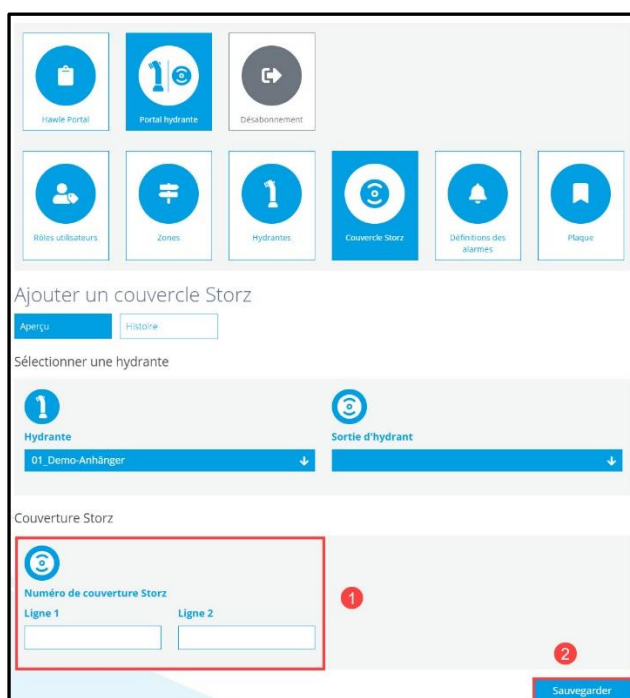 Hawle Portal
Portal hydrante
Désabonnement
Rôles utilisateurs
Zones
Hydrantes
Couvercle Storz
Définitions des
alarmes
Plaque
Ajouter un couvercle Storz
Aperçu
Histoire
Sélectionner une hydrante
Hydrante
Sortie d'hydrant
01_Demo-Anhänger
Couverture Storz
Numéro de couverture Storz
Ligne 1
Ligne 2
1
2
Sauvegarder